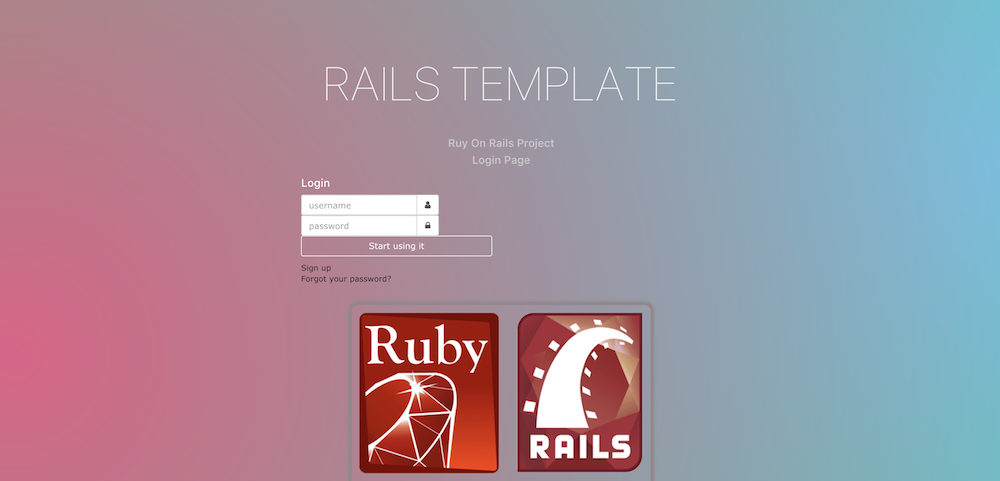 RAILS TEMPLATE
Ruy On Rails Project
Login Page
Login
username
password
Start using it
Sign up
Forgot your password?
Ruby
RAILS